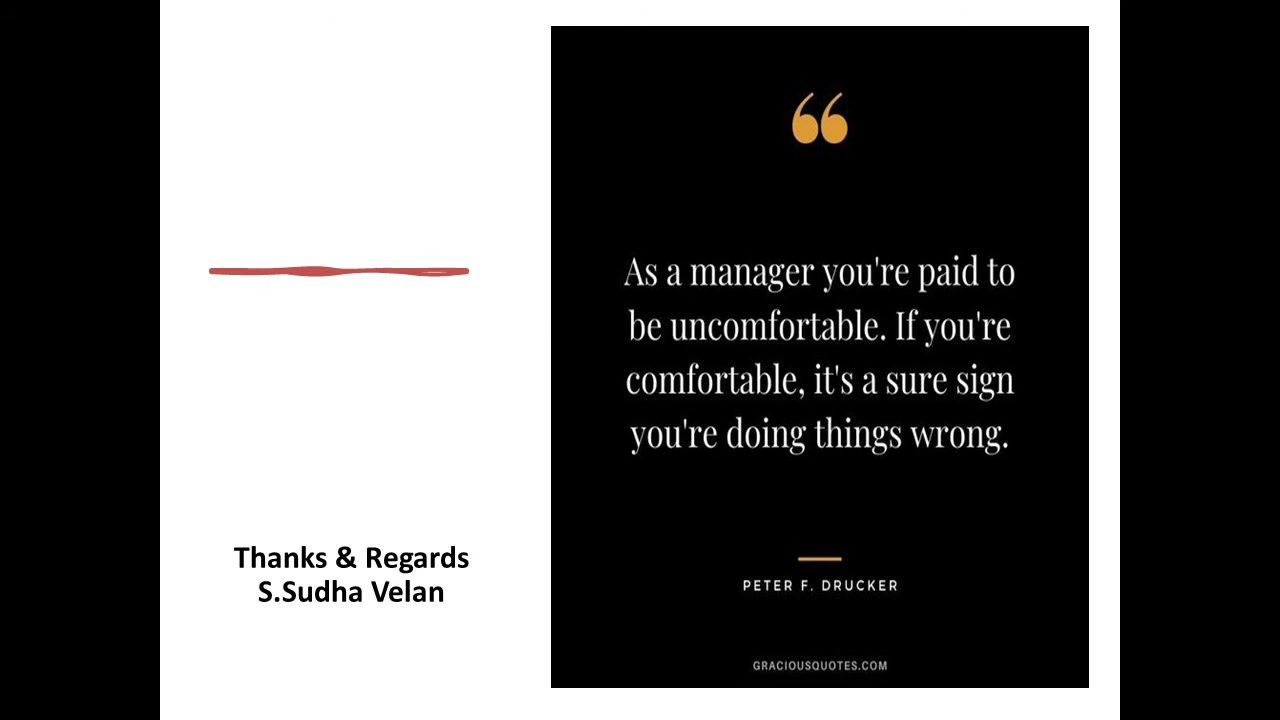 Thanks & Regards
S.Sudha Velan
“
As a manager you're paid to
be uncomfortable. If you're
comfortable, it's a sure sign
you're doing things wrong.
PETER F. DRUCKER
GRACIOUSQUOTES.COM